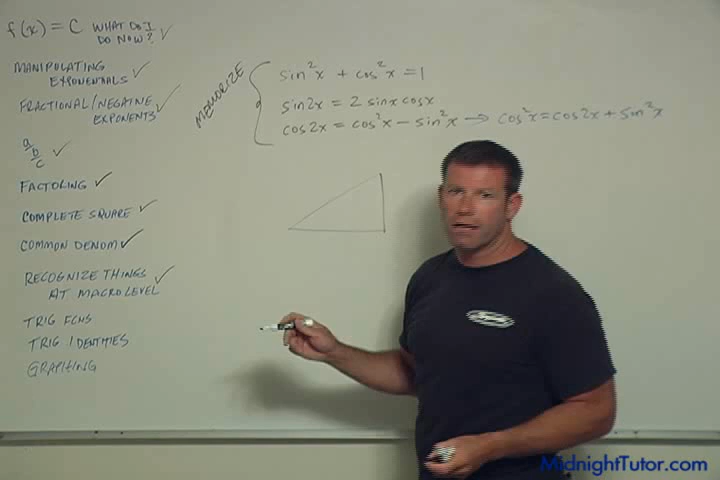 f(x) = C WHAT DO I
DO NOW? ✓
MANIPULATING
EXPONENTIALS ✓
FRACTIONAL/NEGATIVE
EXPONENTS ✓
a
b
c ✓
FACTORING ✓
COMPLETE SQUARE ✓
COMMON DENOM ✓
RECOGNIZE THINGS
AT MACRO LEVEL ✓
TRIG FCNS
TRIG IDENTITIES
GRAPHING
MEMORIZE
sin²x + cos²x = 1
sin2x = 2 sinx cosx
cos2x = cos²x − sin²x → cos²x = cos2x + sin²x
MidnightTutor.com